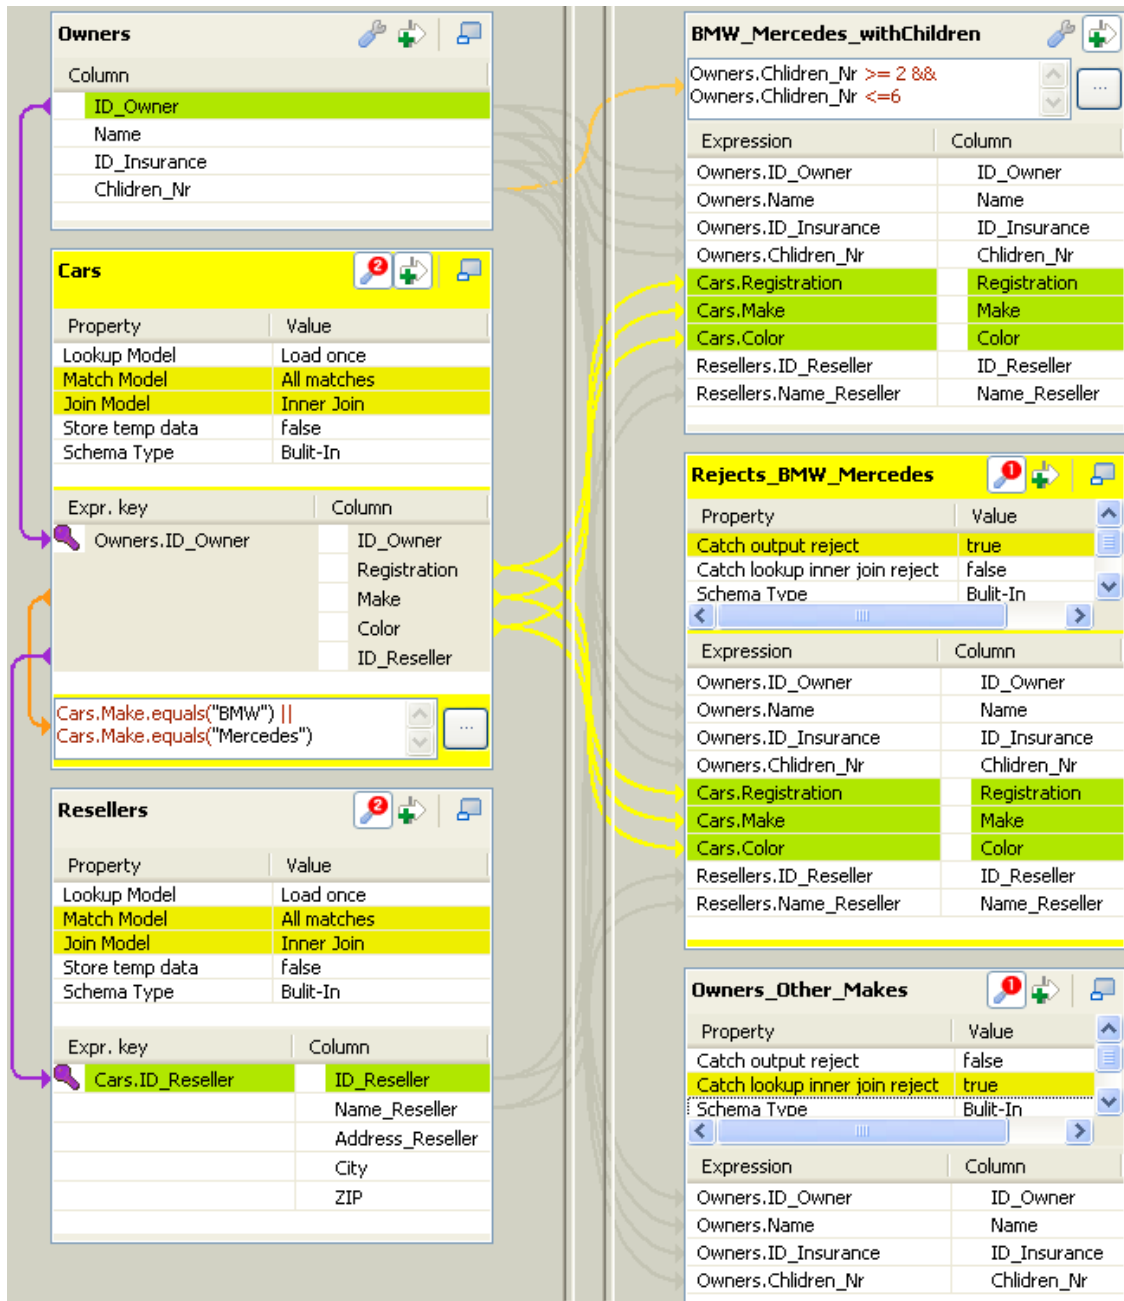 Owners
Column
ID_Owner
Name
ID_Insurance
Chlidren_Nr
Cars
2
Property Value
Lookup Model Load once
Match Model All matches
Join Model Inner Join
Store temp data false
Schema Type Bulit-In
Expr. key Column
Owners.ID_Owner ID_Owner
Registration
Make
Color
ID_Reseller
Cars.Make.equals("BMW") ||
Cars.Make.equals("Mercedes")
...
Resellers
2
Property Value
Lookup Model Load once
Match Model All matches
Join Model Inner Join
Store temp data false
Schema Type Bulit-In
Expr. key Column
Cars.ID_Reseller ID_Reseller
Name_Reseller
Address_Reseller
City
ZIP
BMW_Mercedes_withChildren
Owners.Chlidren_Nr >= 2 &&
Owners.Chlidren_Nr <=6
...
Expression Column
Owners.ID_Owner ID_Owner
Owners.Name Name
Owners.ID_Insurance ID_Insurance
Owners.Chlidren_Nr Chlidren_Nr
Cars.Registration Registration
Cars.Make Make
Cars.Color Color
Resellers.ID_Reseller ID_Reseller
Resellers.Name_Reseller Name_Reseller
Rejects_BMW_Mercedes
1
Property Value
Catch output reject true
Catch lookup inner join reject false
Schema Type Bulit-In
Expression Column
Owners.ID_Owner ID_Owner
Owners.Name Name
Owners.ID_Insurance ID_Insurance
Owners.Chlidren_Nr Chlidren_Nr
Cars.Registration Registration
Cars.Make Make
Cars.Color Color
Resellers.ID_Reseller ID_Reseller
Resellers.Name_Reseller Name_Reseller
Owners_Other_Makes
1
Property Value
Catch output reject false
Catch lookup inner join reject true
Schema Type Bulit-In
Expression Column
Owners.ID_Owner ID_Owner
Owners.Name Name
Owners.ID_Insurance ID_Insurance
Owners.Chlidren_Nr Chlidren_Nr